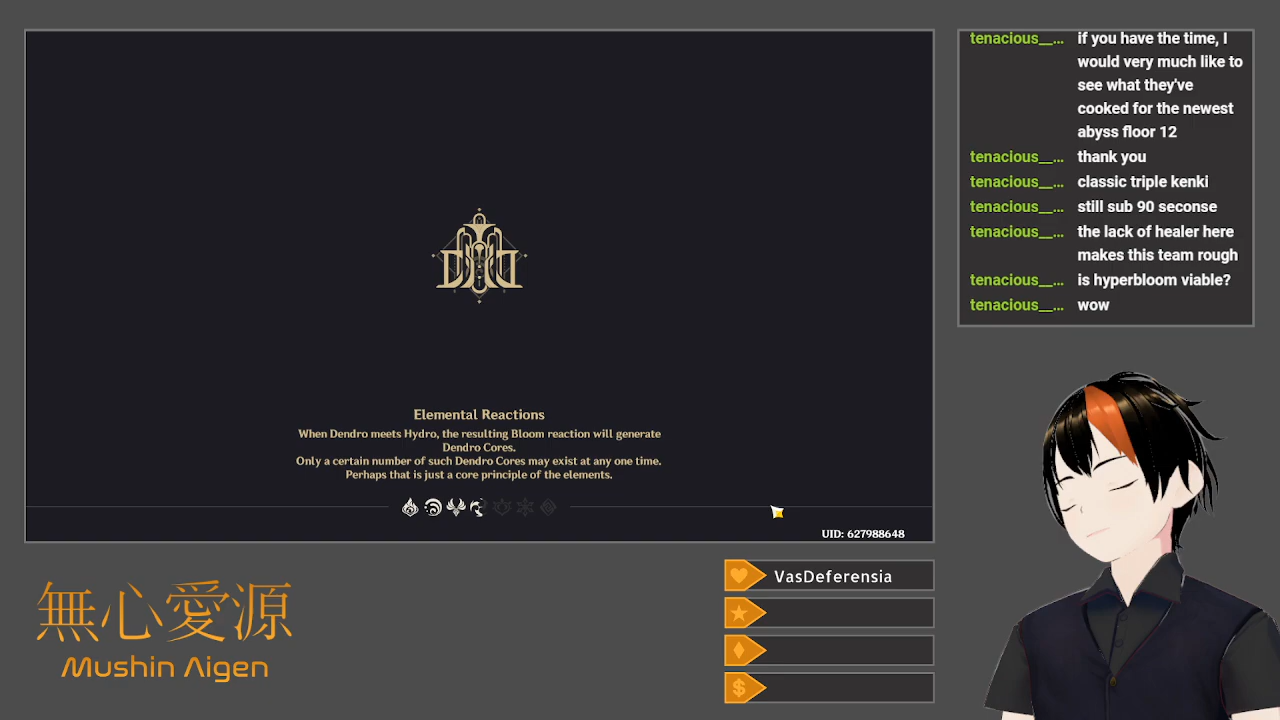 tenacious__... if you have the time, I
would very much like to
see what they've
cooked for the newest
abyss floor 12
tenacious__... thank you
tenacious__... classic triple kenki
tenacious__... still sub 90 seconse
tenacious__... the lack of healer here
makes this team rough
tenacious__... is hyperbloom viable?
tenacious__... wow
Elemental Reactions
When Dendro meets Hydro, the resulting Bloom reaction will generate
Dendro Cores.
Only a certain number of such Dendro Cores may exist at any one time.
Perhaps that is just a core principle of the elements.
UID: 627988648
VasDeferensia
無心愛源
Mushin Aigen